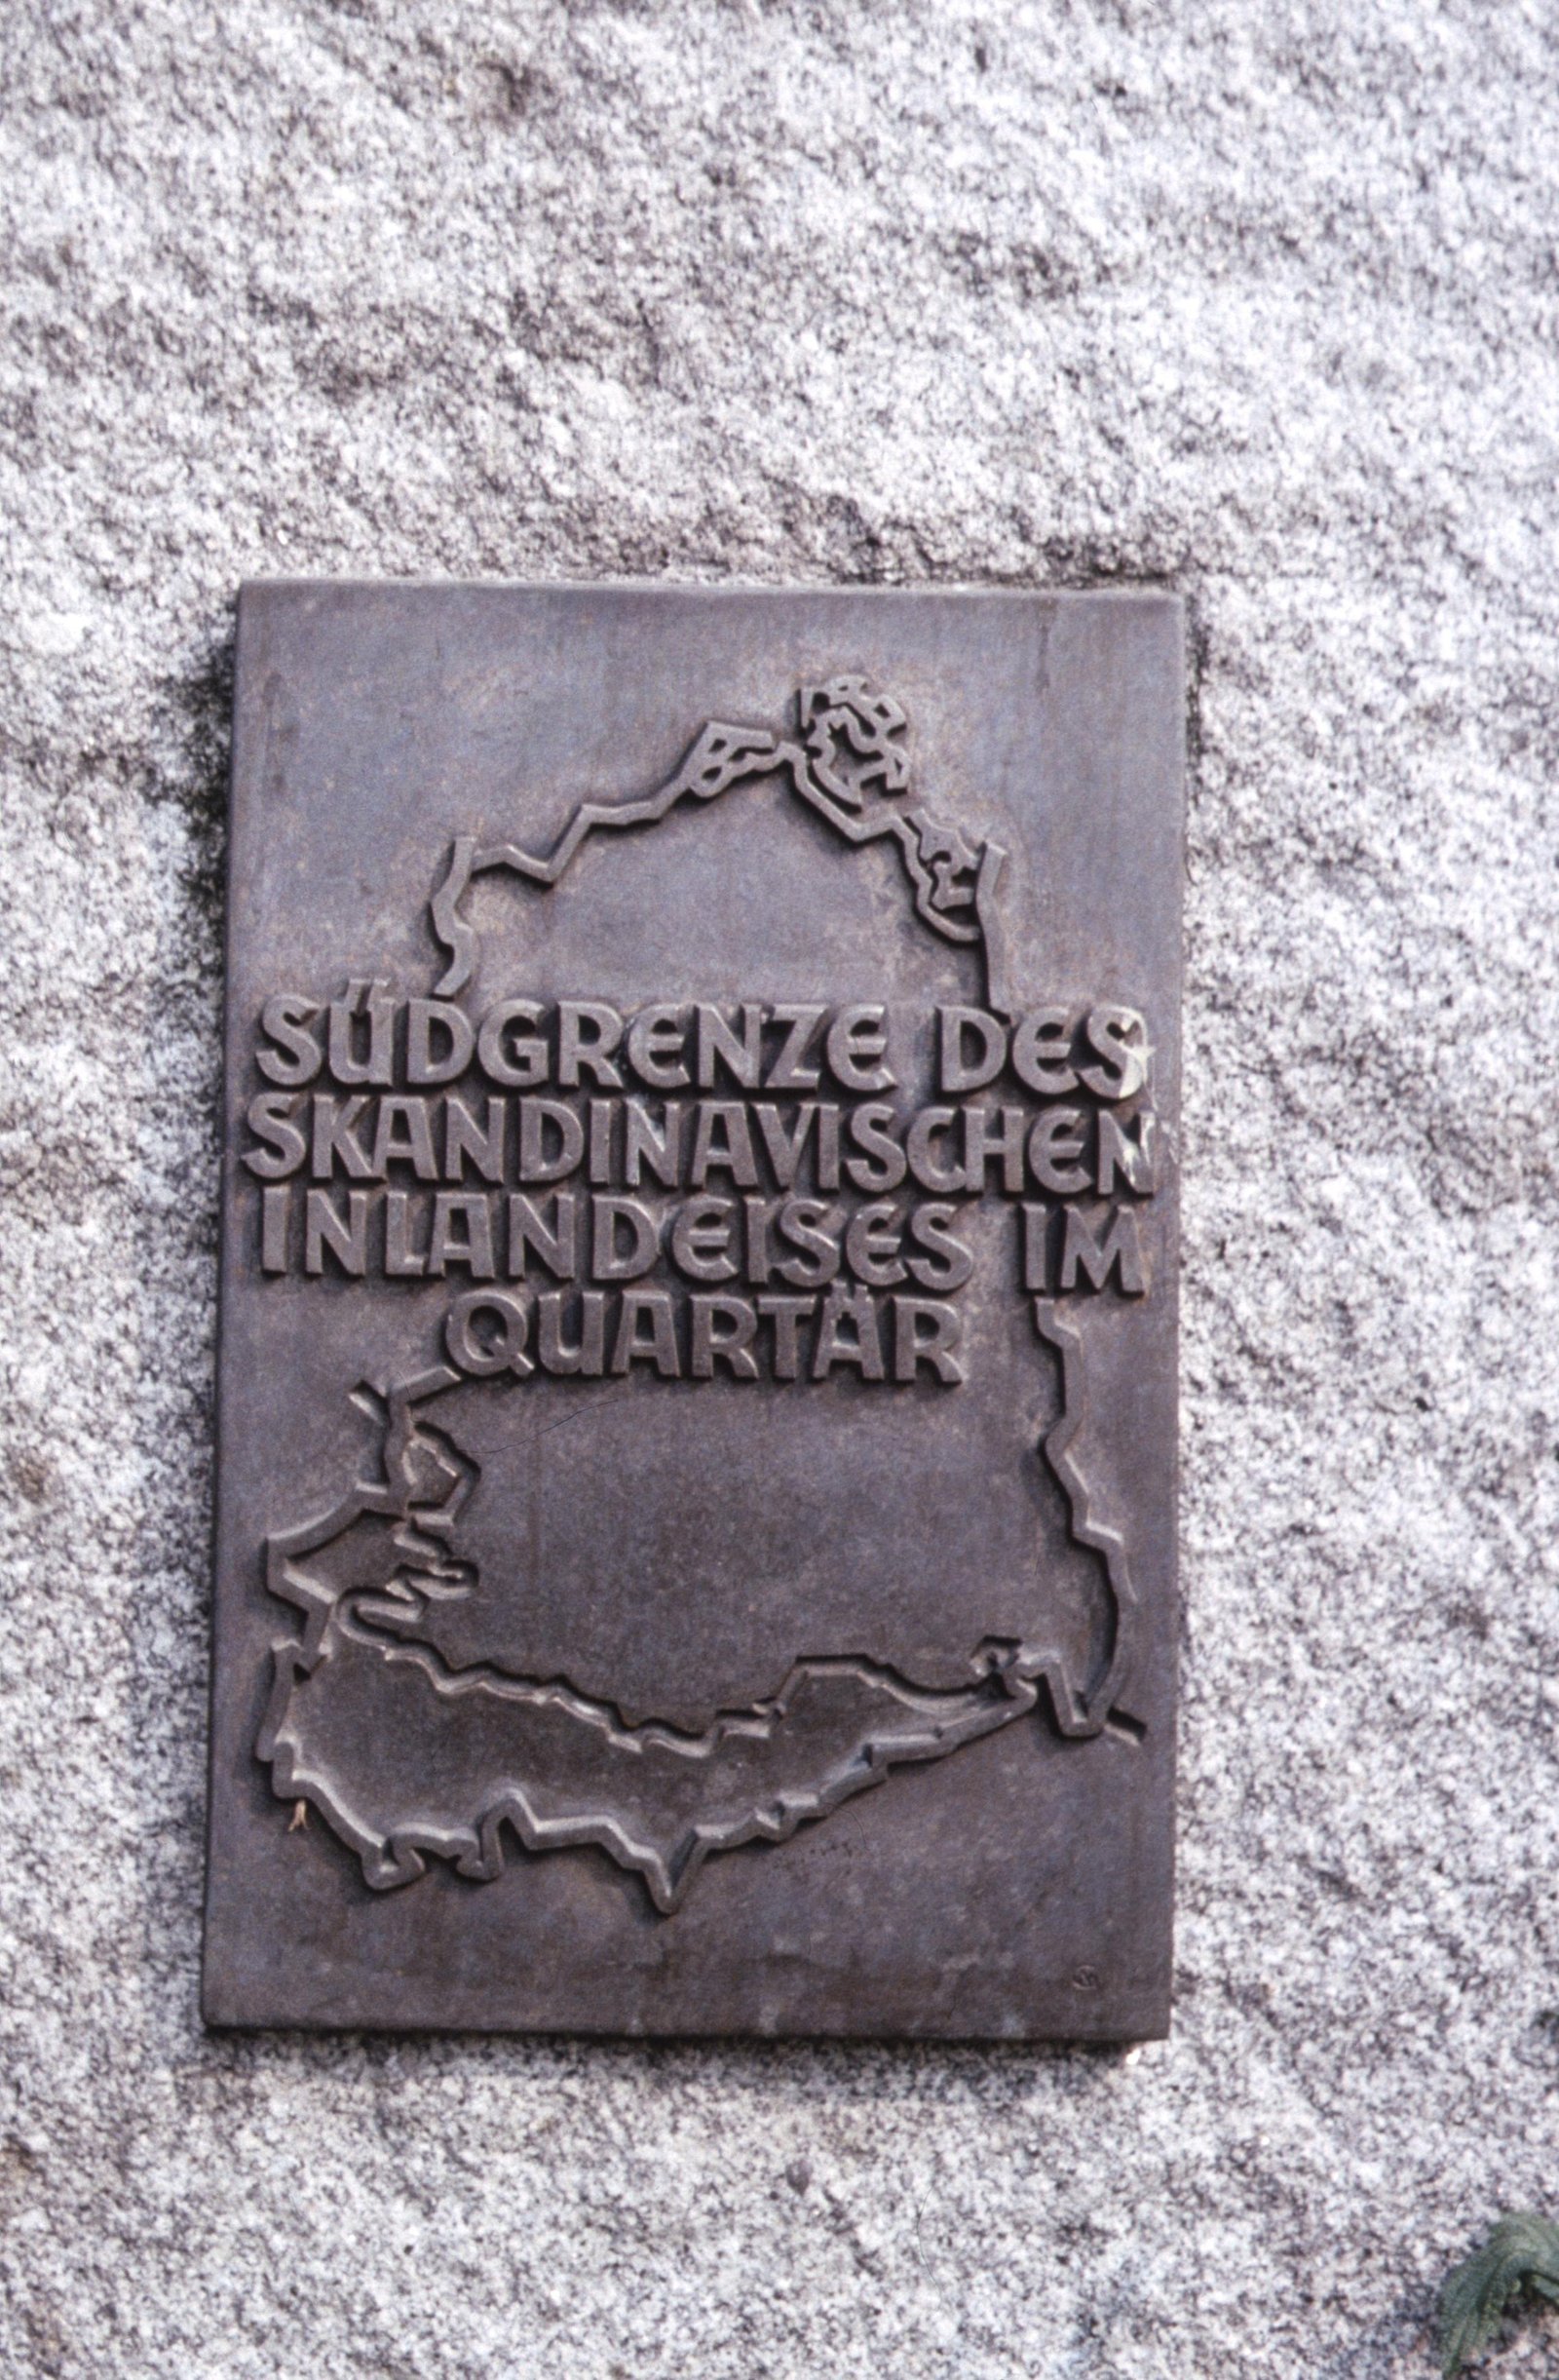 SÜDGRENZE DES
SKANDINAVISCHEN
INLANDEISES IM
QUARTÄR